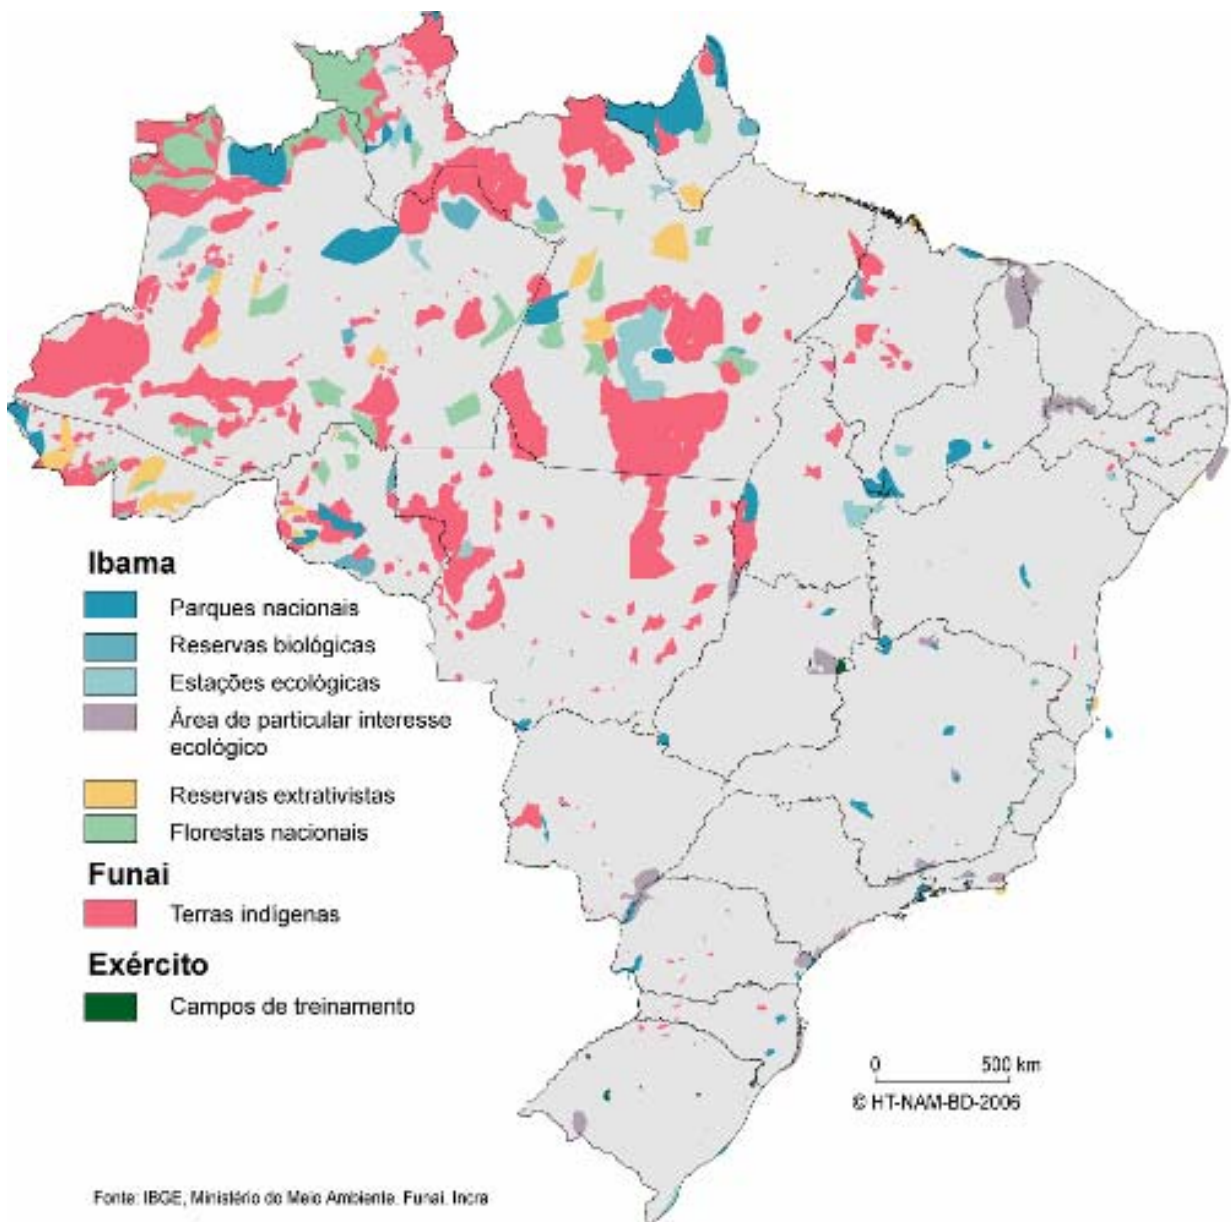 Ibama
Parques nacionais
Reservas biológicas
Estações ecológicas
Área de particular interesse
ecológico
Reservas extrativistas
Florestas nacionais
Funai
Terras indígenas
Exército
Campos de treinamento
0 500 km
© HT-NAM-BD-2006
Fonte: IBGE, Ministério do Meio Ambiente. Funai. Incra